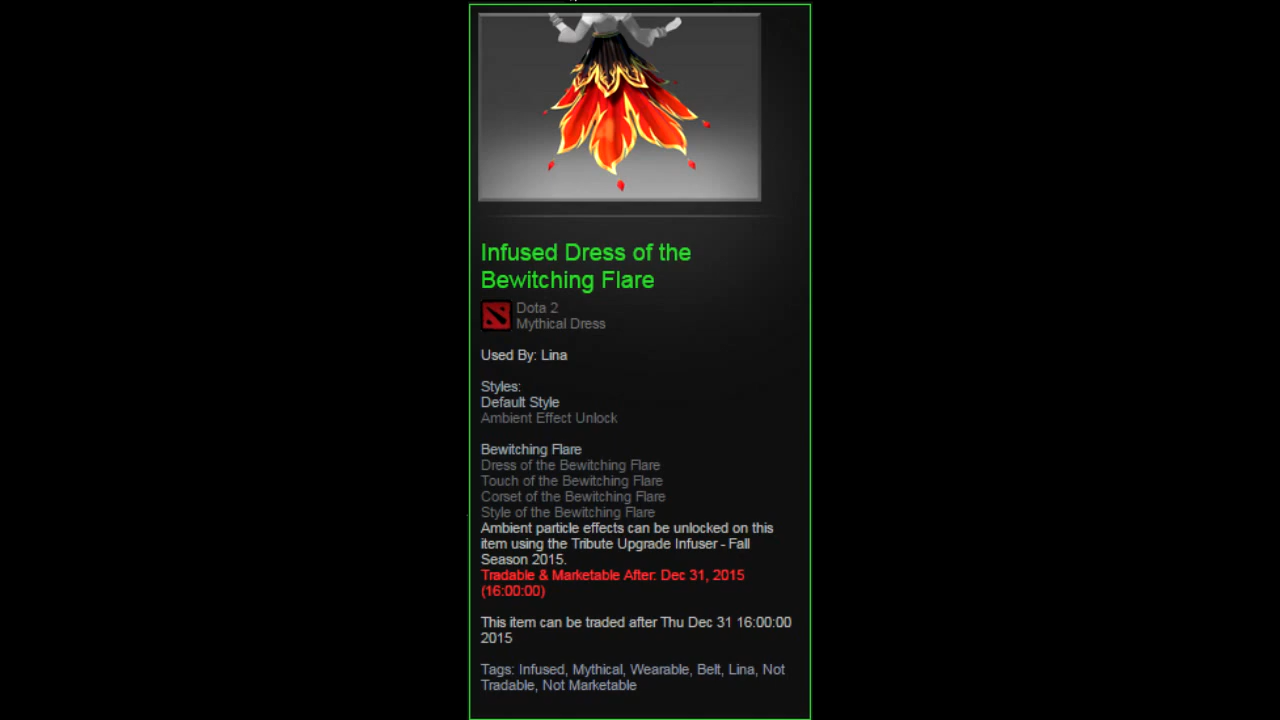 Infused Dress of the
Bewitching Flare
Dota 2
Mythical Dress
Used By: Lina
Styles:
Default Style
Ambient Effect Unlock
Bewitching Flare
Dress of the Bewitching Flare
Touch of the Bewitching Flare
Corset of the Bewitching Flare
Style of the Bewitching Flare
Ambient particle effects can be unlocked on this
item using the Tribute Upgrade Infuser - Fall
Season 2015.
Tradable & Marketable After: Dec 31, 2015
(16:00:00)
This item can be traded after Thu Dec 31 16:00:00
2015
Tags: Infused, Mythical, Wearable, Belt, Lina, Not
Tradable, Not Marketable